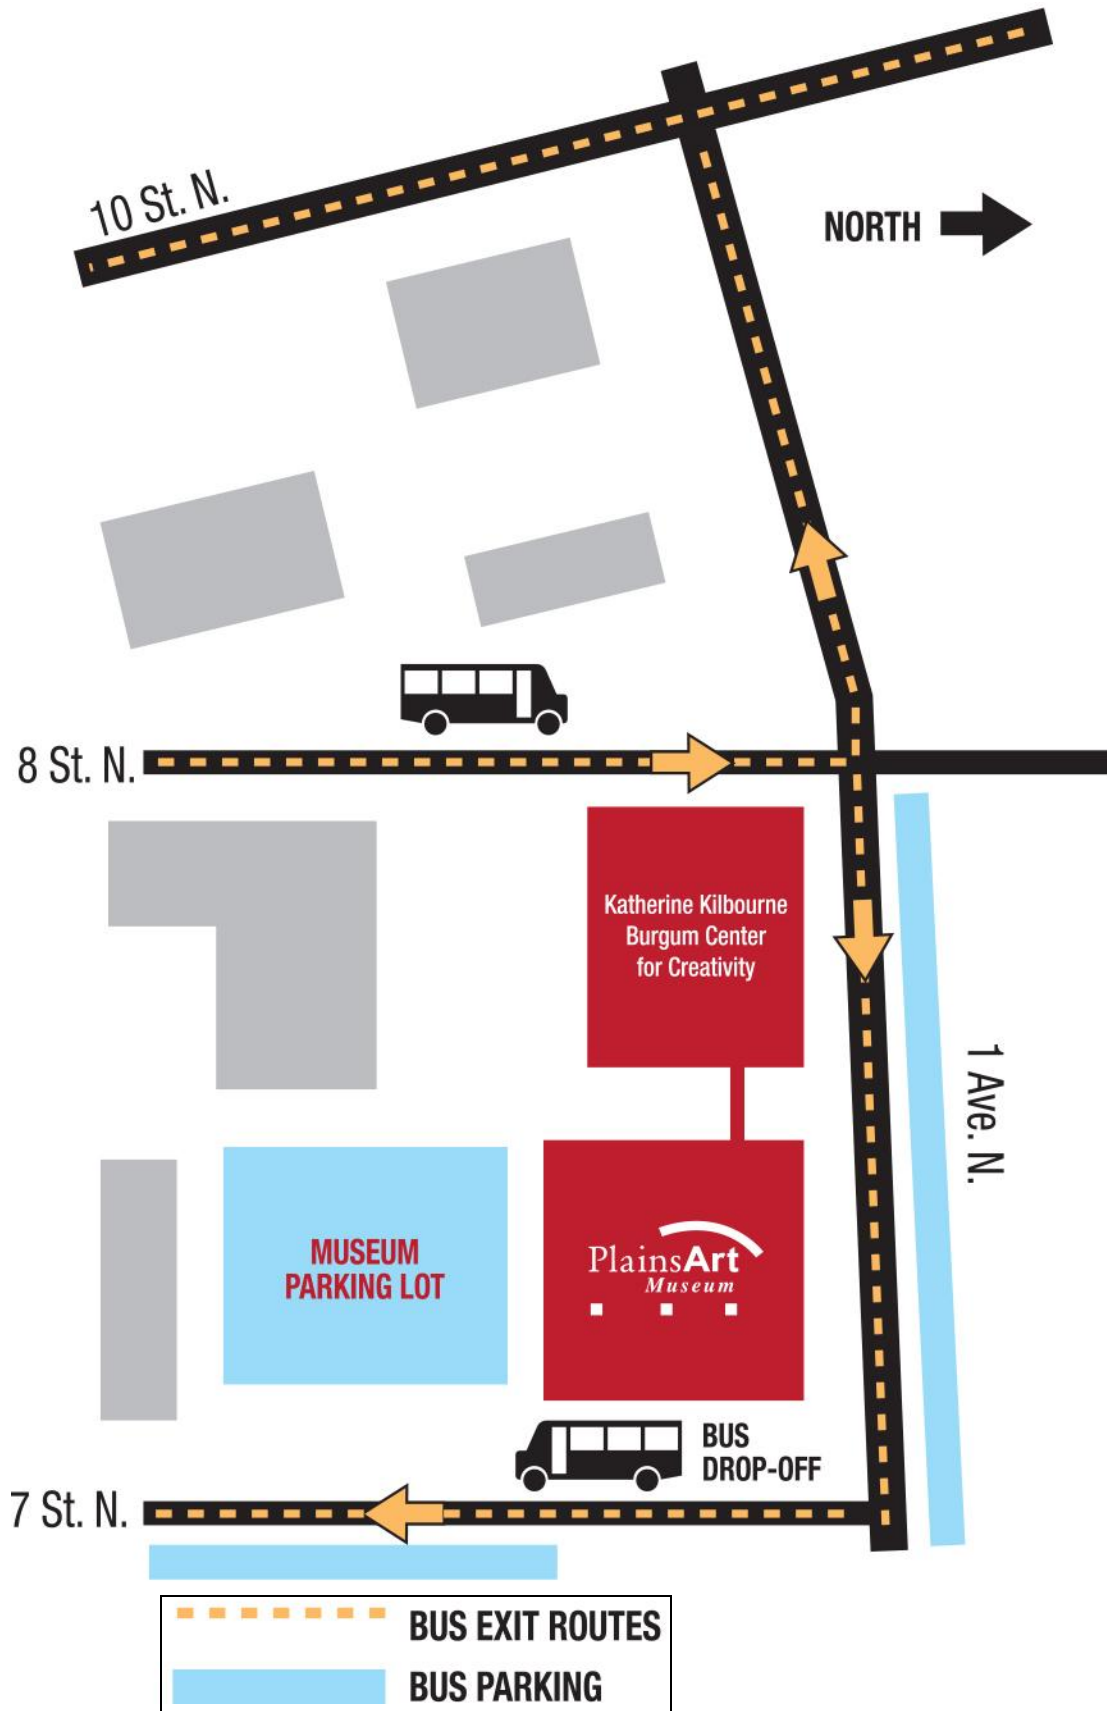 10 St. N.
NORTH
8 St. N.
Katherine Kilbourne
Burgum Center
for Creativity
1 Ave. N.
MUSEUM
PARKING LOT
PlainsArt
Museum
BUS
DROP-OFF
7 St. N.
BUS EXIT ROUTES
BUS PARKING